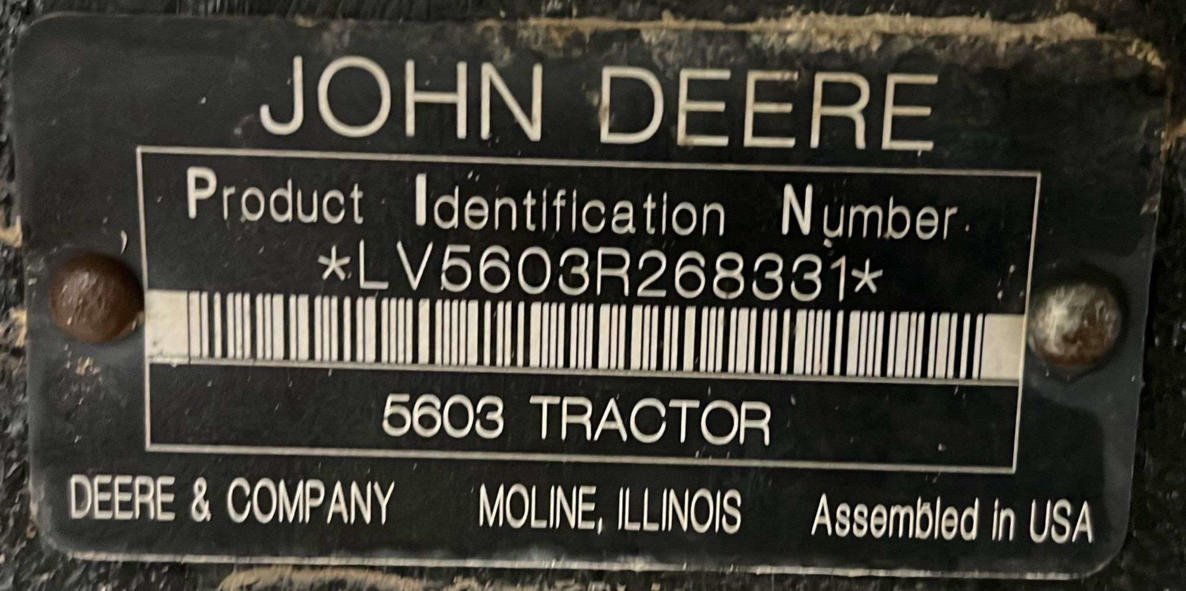 JOHN DEERE
Product Identification Number
*LV5603R268331*
5603 TRACTOR
DEERE & COMPANY MOLINE, ILLINOIS Assembled in USA